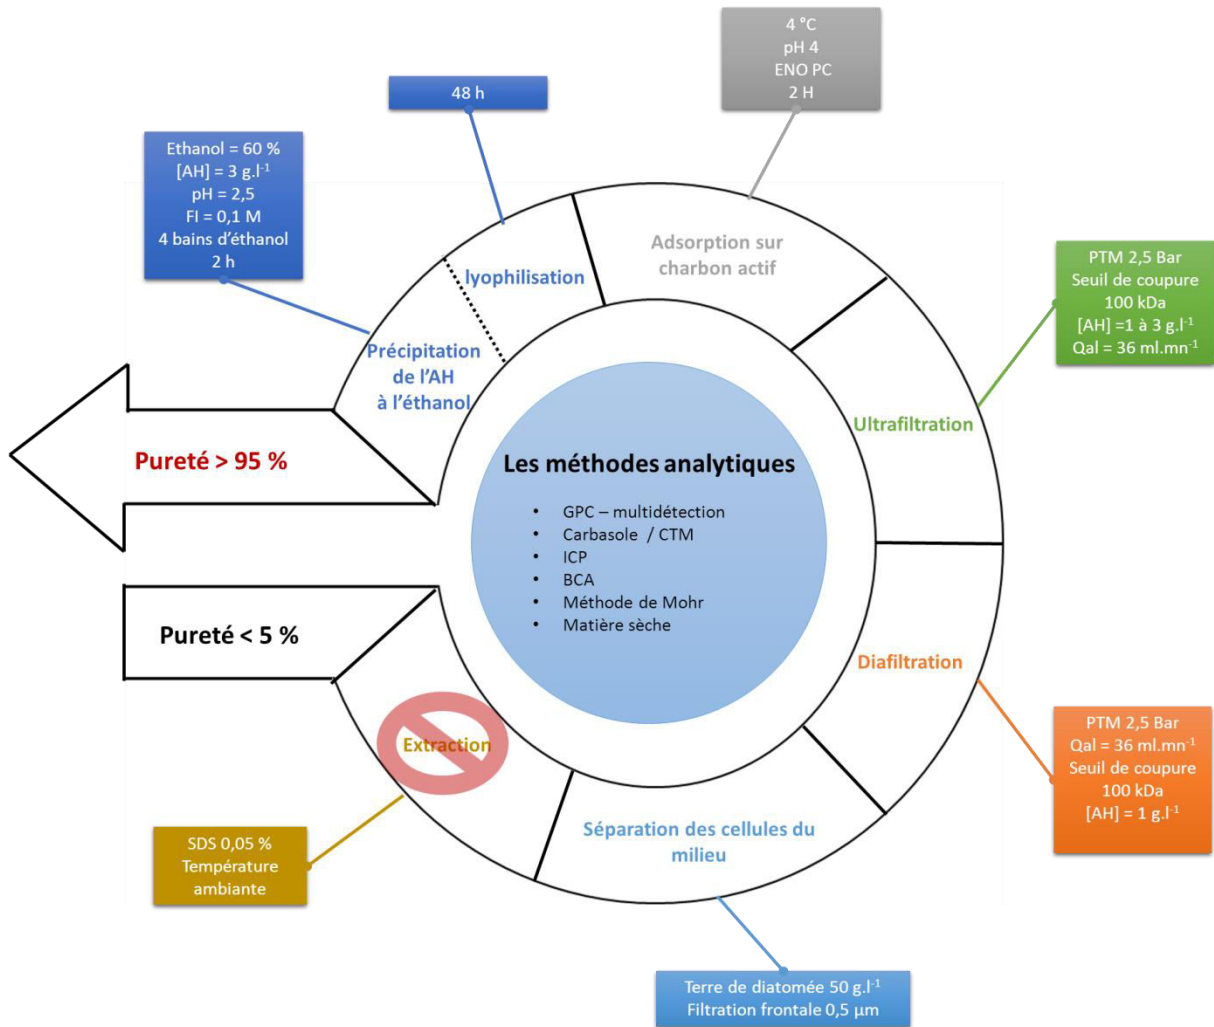 4 °C
pH 4
ENO PC
2 H
48 h
Ethanol = 60 %
[AH] = 3 g.l⁻¹
pH = 2,5
FI = 0,1 M
4 bains d’éthanol
2 h
Adsorption sur
charbon actif
lyophilisation
PTM 2,5 Bar
Seuil de coupure
100 kDa
[AH] =1 à 3 g.l⁻¹
Qal = 36 ml.mn⁻¹
Précipitation
de l’AH
à l’éthanol
Ultrafiltration
Pureté > 95 %
Les méthodes analytiques
• GPC – multidétection
• Carbasole / CTM
• ICP
• BCA
• Méthode de Mohr
• Matière sèche
Pureté < 5 %
Diafiltration
PTM 2,5 Bar
Qal = 36 ml.mn⁻¹
Seuil de coupure
100 kDa
[AH] = 1 g.l⁻¹
Extraction
Séparation des cellules du
milieu
SDS 0,05 %
Température
ambiante
Terre de diatomée 50 g.l⁻¹
Filtration frontale 0,5 µm